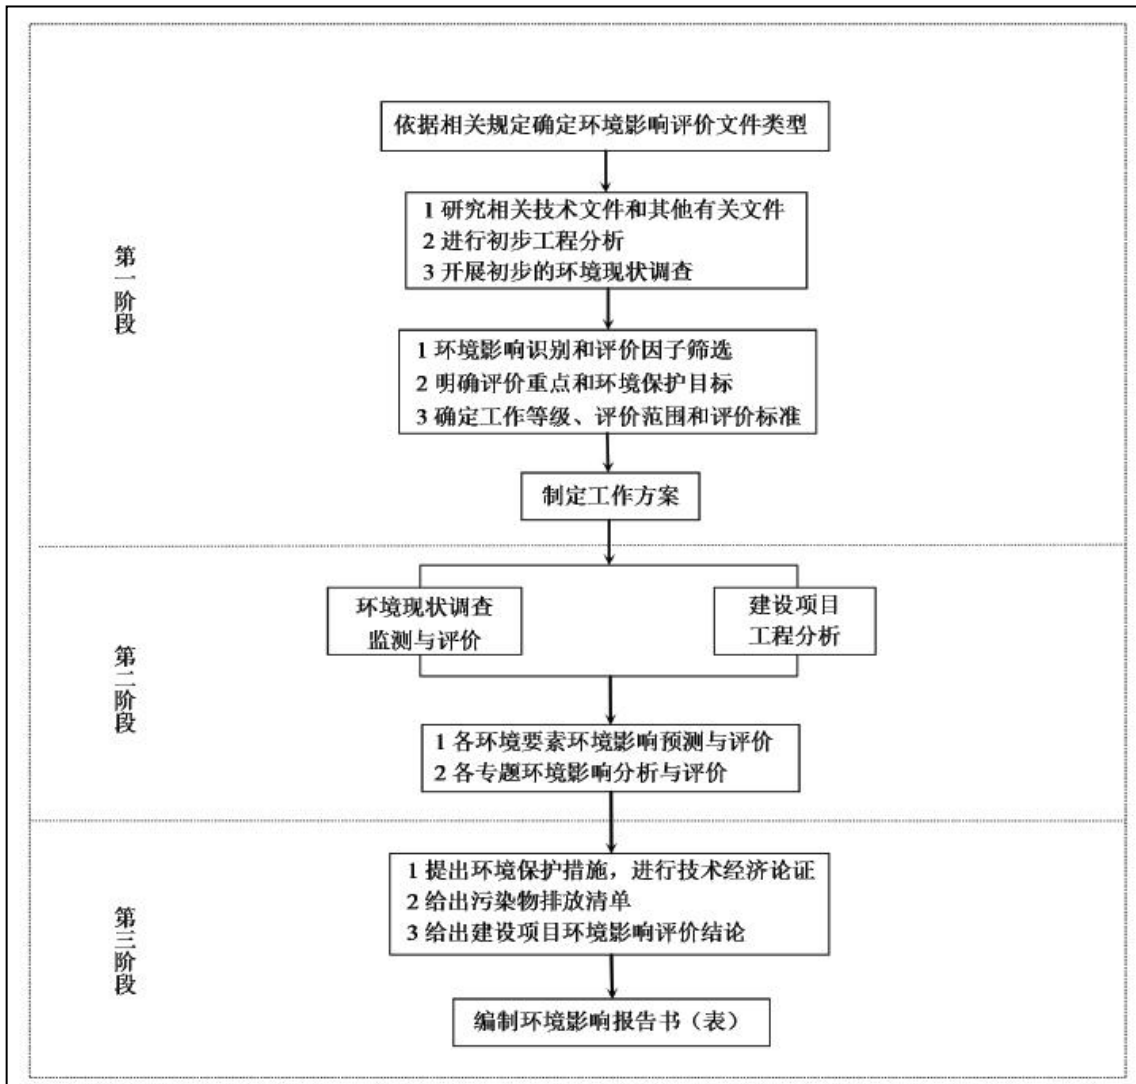 依据相关规定确定环境影响评价文件类型
1 研究相关技术文件和其他有关文件
2 进行初步工程分析
3 开展初步的环境现状调查
第一阶段
1 环境影响识别和评价因子筛选
2 明确评价重点和环境保护目标
3 确定工作等级、评价范围和评价标准
制定工作方案
环境现状调查
监测与评价
建设项目
工程分析
第二阶段
1 各环境要素环境影响预测与评价
2 各专题环境影响分析与评价
1 提出环境保护措施，进行技术经济论证
2 给出污染物排放清单
3 给出建设项目环境影响评价结论
第三阶段
编制环境影响报告书（表）